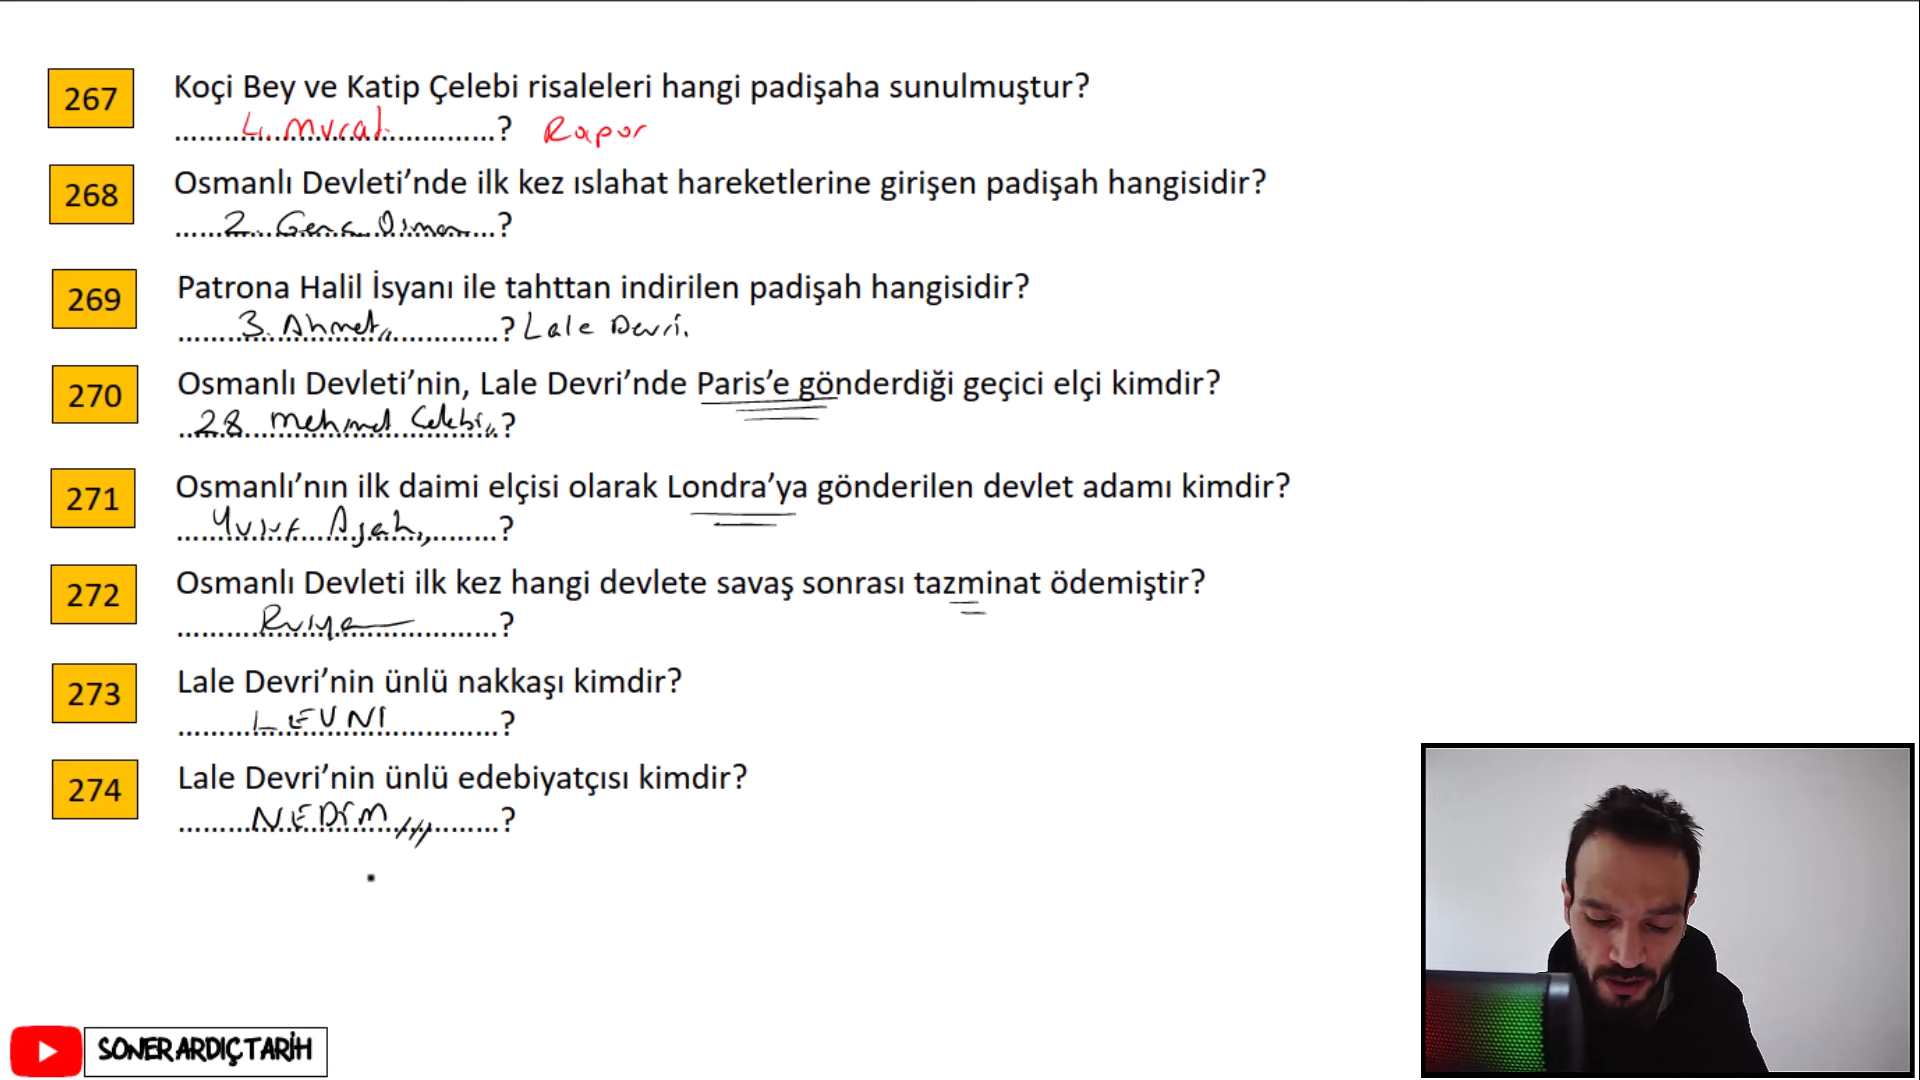 267 Koçi Bey ve Katip Çelebi risaleleri hangi padişaha sunulmuştur?
4. Murat ? Rapor
268 Osmanlı Devleti’nde ilk kez ıslahat hareketlerine girişen padişah hangisidir?
2. Genç Osman ?
269 Patrona Halil İsyanı ile tahttan indirilen padişah hangisidir?
3. Ahmet ? Lale Devri.
270 Osmanlı Devleti’nin, Lale Devri’nde Paris’e gönderdiği geçici elçi kimdir?
28 Mehmet Çelebi ?
271 Osmanlı’nın ilk daimi elçisi olarak Londra’ya gönderilen devlet adamı kimdir?
Yusuf Agah ?
272 Osmanlı Devleti ilk kez hangi devlete savaş sonrası tazminat ödemiştir?
Rusya ?
273 Lale Devri’nin ünlü nakkaşı kimdir?
LEVNİ ?
274 Lale Devri’nin ünlü edebiyatçısı kimdir?
NEDİM ?
SONER ARDIÇ TARİH